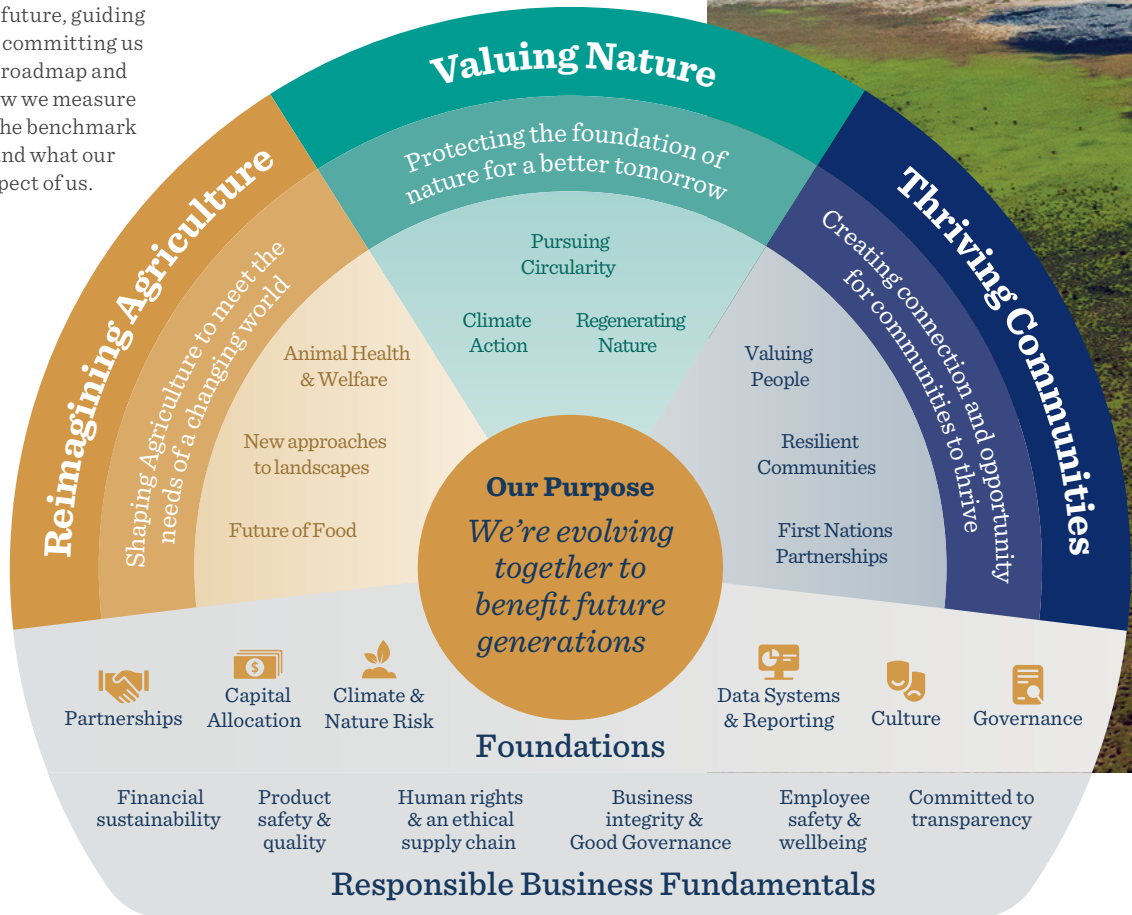 future, guiding
committing us
roadmap and
w we measure
he benchmark
nd what our
pect of us.
Valuing Nature
Protecting the foundation of
nature for a better tomorrow
Pursuing
Circularity
Climate
Action
Regenerating
Nature
Reimagining Agriculture
Shaping Agriculture to meet the
needs of a changing world
Animal Health
& Welfare
New approaches
to landscapes
Future of Food
Thriving Communities
Creating connection and opportunity
for communities to thrive
Valuing
People
Resilient
Communities
First Nations
Partnerships
Our Purpose
We’re evolving
together to
benefit future
generations
Partnerships
Capital
Allocation
Climate &
Nature Risk
Data Systems
& Reporting
Culture
Governance
Foundations
Financial
sustainability
Product
safety &
quality
Human rights
& an ethical
supply chain
Business
integrity &
Good Governance
Employee
safety &
wellbeing
Committed to
transparency
Responsible Business Fundamentals